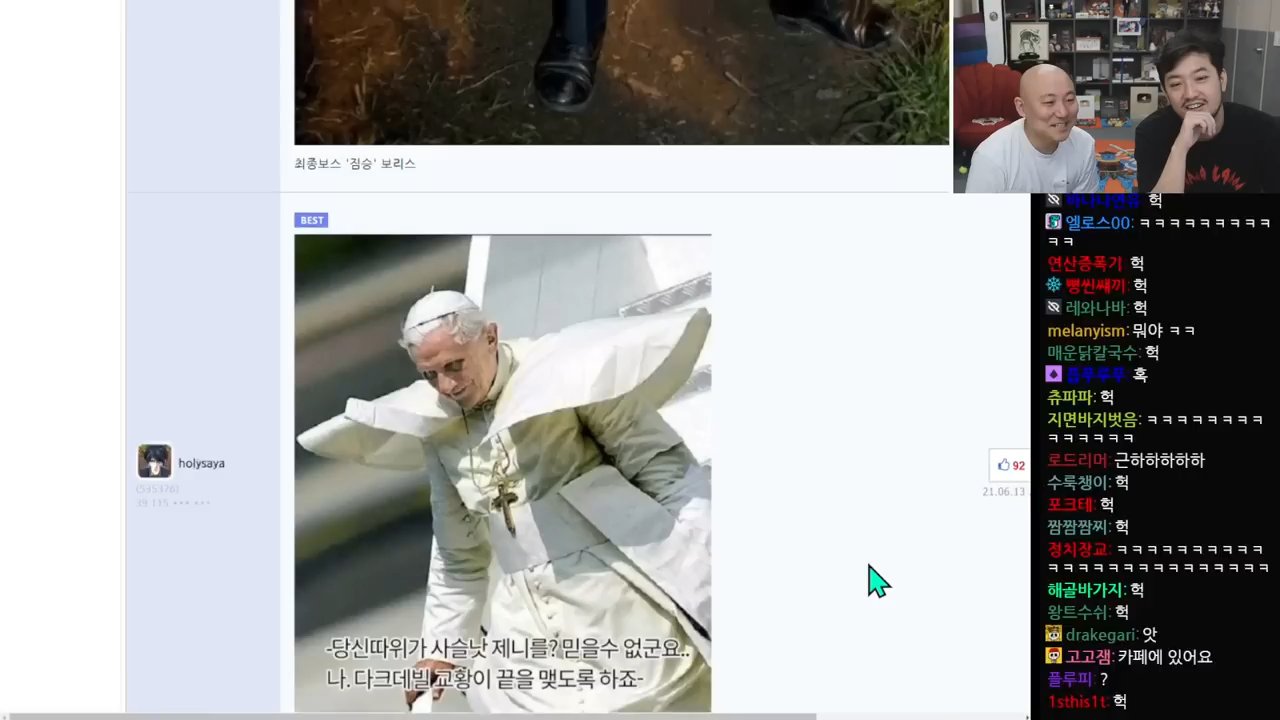 최종보스 '짐승' 보리스
BEST
holysaya
92
21.06.13
-당신따위가 사슬낫 제니를? 믿을수 없군요..
나. 다크데빌 교황이 끝을 맺도록 하죠-
헉
엘로스00: ㅋㅋㅋㅋㅋㅋㅋㅋㅋ
ㅋㅋ
연산증폭기: 헉
뺑씬쌔끼: 헉
레와나바: 헉
melanyism: 뭐야 ㅋㅋ
매운닭칼국수: 헉
쯉푸루푸: 혹
츄파파: 헉
지면바지벗음: ㅋㅋㅋㅋㅋㅋㅋㅋ
ㅋㅋㅋㅋㅋㅋ
로드리머: 근하하하하하
수룩챙이: 헉
포크테: 헉
짬짬짬찌: 헉
정치장교: ㅋㅋㅋㅋㅋㅋㅋㅋㅋㅋ
ㅋㅋㅋㅋㅋㅋㅋㅋㅋㅋㅋㅋㅋㅋㅋ
해골바가지: 헉
왕트수쉬: 헉
drakegari: 앗
고고잼: 카페에 있어요
플루피: ?
1sthis1t: 헉